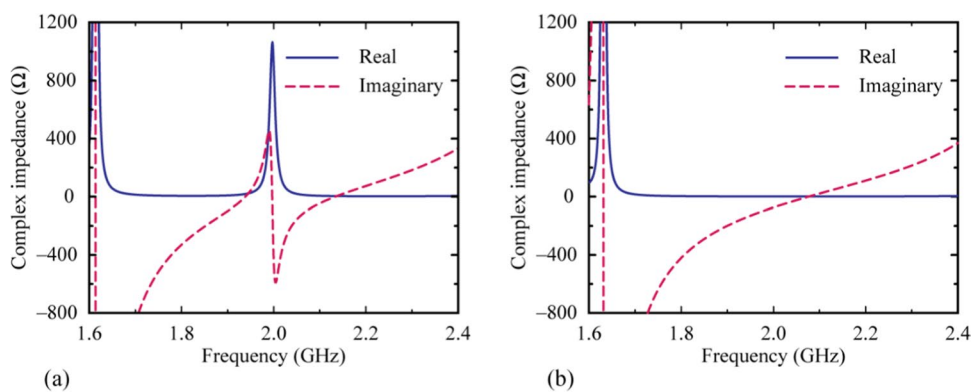 1200
800
400
0
−400
−800
1.6
1.8
2.0
2.2
2.4
Complex impedance (Ω)
Frequency (GHz)
Real
Imaginary
(a)
1200
800
400
0
−400
−800
1.6
1.8
2.0
2.2
2.4
Complex impedance (Ω)
Frequency (GHz)
Real
Imaginary
(b)